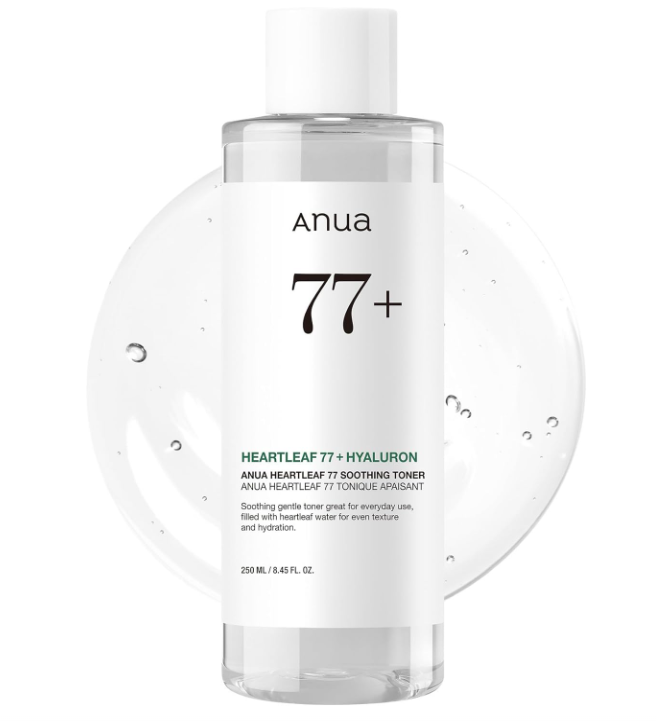 Anua
77+
HEARTLEAF 77 + HYALURON
ANUA HEARTLEAF 77 SOOTHING TONER
ANUA HEARTLEAF 77 TONIQUE APAISANT
Soothing gentle toner great for everyday use,
filled with heartleaf water for even texture
and hydration.
250 ML / 8.45 FL. OZ.